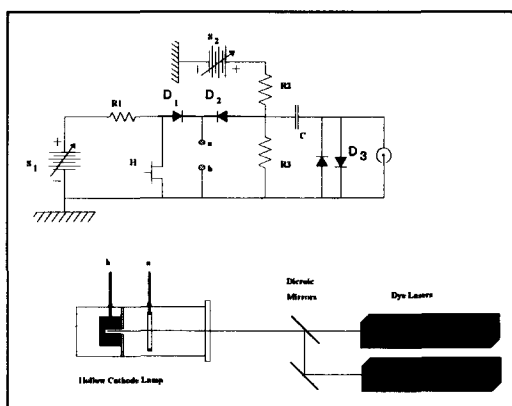 S2
+
D1
D2
R2
R1
C
+
S1
H
a
b
R3
D3
h
a
Dicroic
Mirrors
Dye Lasers
Hollow Cathode Lamp